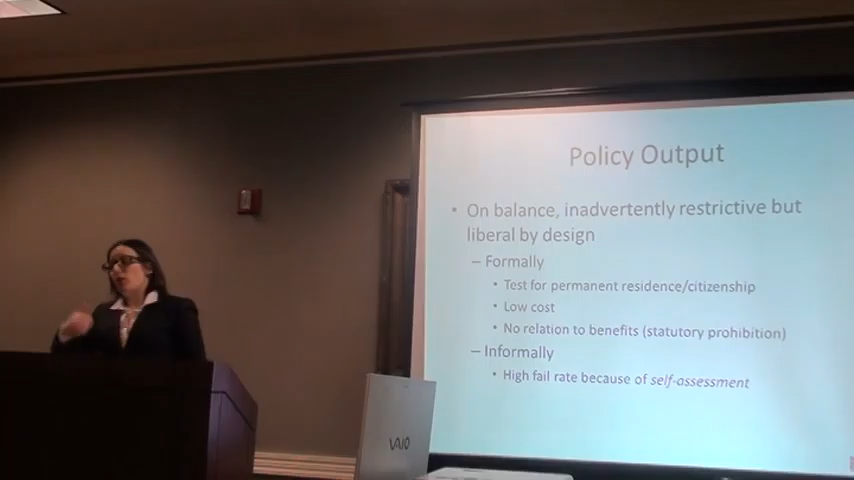 Policy Output
• On balance, inadvertently restrictive but
liberal by design
– Formally
• Test for permanent residence/citizenship
• Low cost
• No relation to benefits (statutory prohibition)
– Informally
• High fail rate because of self-assessment
VAIO